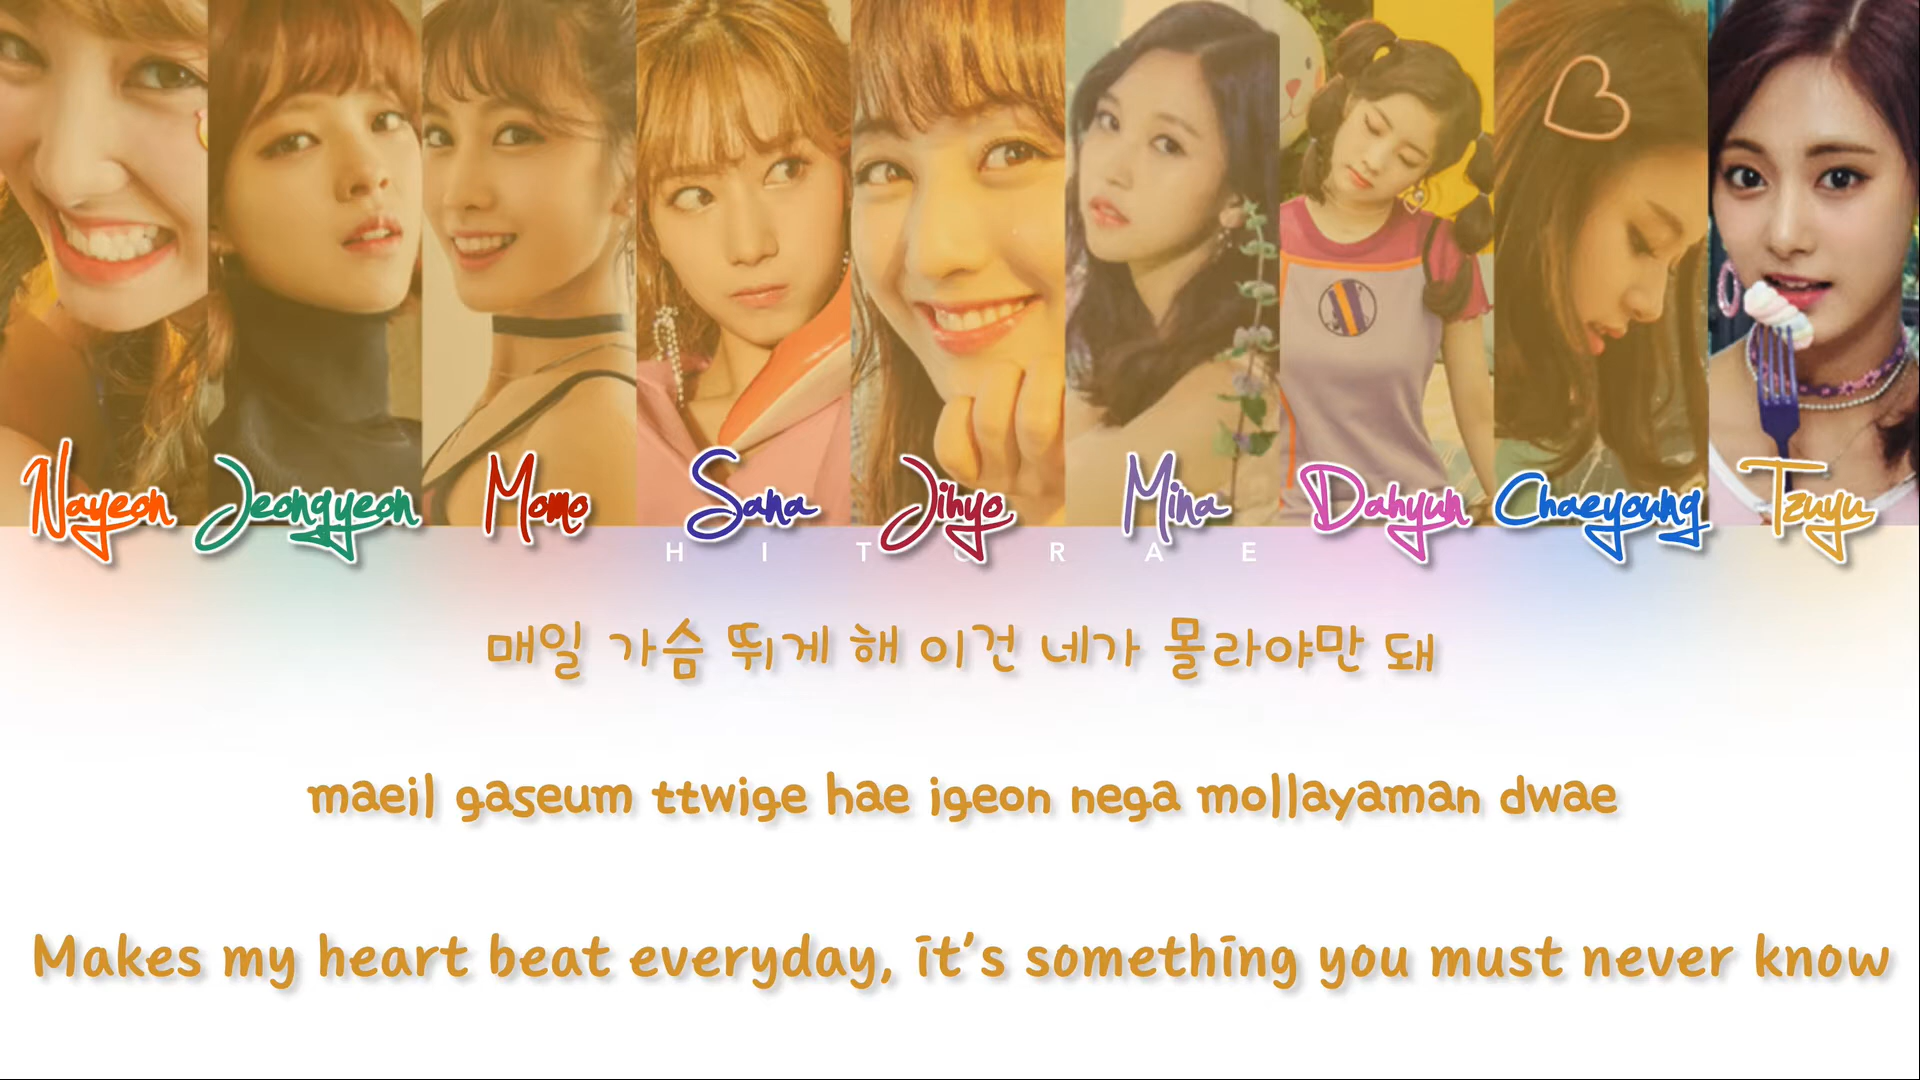 Nayeon Jeongyeon Momo Sana Jihyo Mina Dahyun Chaeyoung Tzuyu
HITORAE
매일 가슴 뛰게 해 이건 네가 몰라야만 돼
maeil gaseum ttwige hae igeon nega mollayaman dwae
Makes my heart beat everyday, it's something you must never know